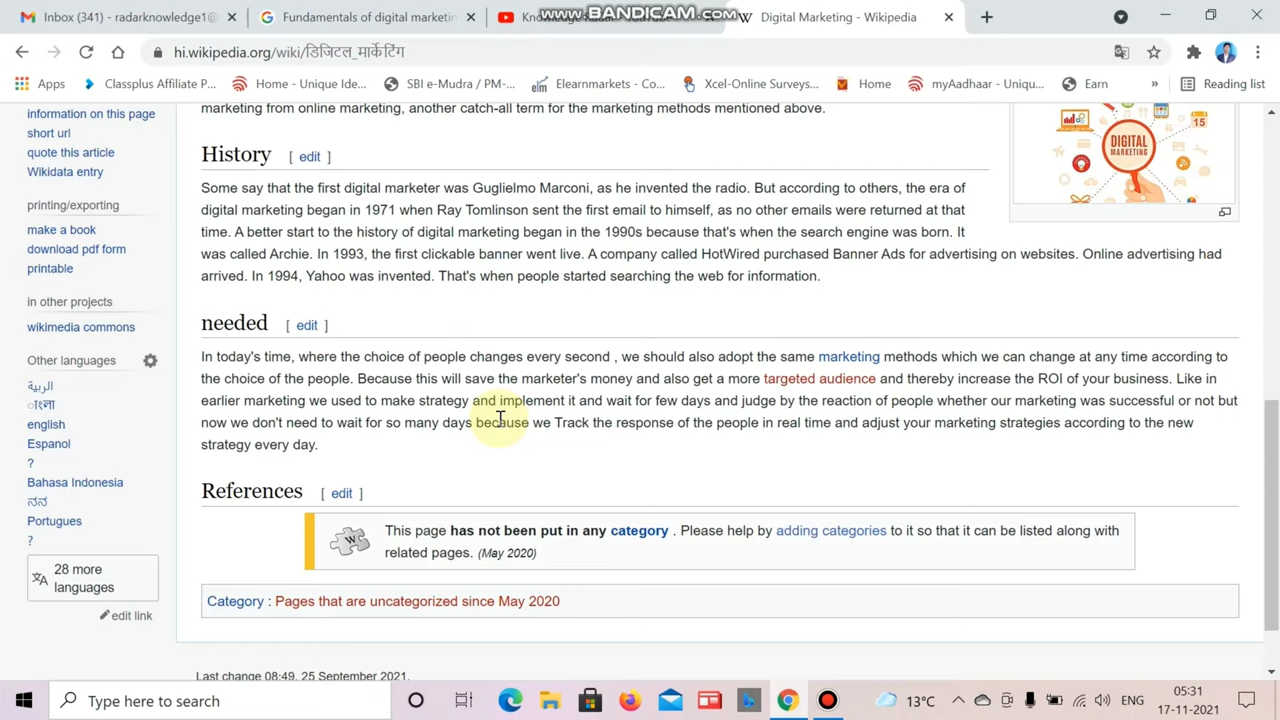 Inbox (341) - radarknowledge1@
Fundamentals of digital marketin
www.BANDICAM.com
Digital Marketing - Wikipedia
hi.wikipedia.org/wiki/डिजिटल_मार्केटिंग
Apps
Classplus Affiliate P...
Home - Unique Ide...
SBI e-Mudra / PM-...
Elearnmarkets - Co...
Xcel-Online Surveys...
Home
myAadhaar - Uniqu...
Earn
»
Reading list
information on this page
short url
quote this article
Wikidata entry
printing/exporting
make a book
download pdf form
printable
in other projects
wikimedia commons
Other languages
العربية
বাংলা
english
Espanol
?
Bahasa Indonesia
ನನ
Portugues
?
28 more
languages
edit link
marketing from online marketing, another catch-all term for the marketing methods mentioned above.
DIGITAL
MARKETING
15
History [ edit ]
Some say that the first digital marketer was Guglielmo Marconi, as he invented the radio. But according to others, the era of
digital marketing began in 1971 when Ray Tomlinson sent the first email to himself, as no other emails were returned at that
time. A better start to the history of digital marketing began in the 1990s because that's when the search engine was born. It
was called Archie. In 1993, the first clickable banner went live. A company called HotWired purchased Banner Ads for advertising on websites. Online advertising had
arrived. In 1994, Yahoo was invented. That's when people started searching the web for information.
needed [ edit ]
In today's time, where the choice of people changes every second , we should also adopt the same marketing methods which we can change at any time according to
the choice of the people. Because this will save the marketer's money and also get a more targeted audience and thereby increase the ROI of your business. Like in
earlier marketing we used to make strategy and implement it and wait for few days and judge by the reaction of people whether our marketing was successful or not but
now we don't need to wait for so many days because we Track the response of the people in real time and adjust your marketing strategies according to the new
strategy every day.
References [ edit ]
This page has not been put in any category . Please help by adding categories to it so that it can be listed along with
related pages. (May 2020)
Category : Pages that are uncategorized since May 2020
Last change 08:49, 25 September 2021.
Type here to search
13°C
ENG
05:31
17-11-2021